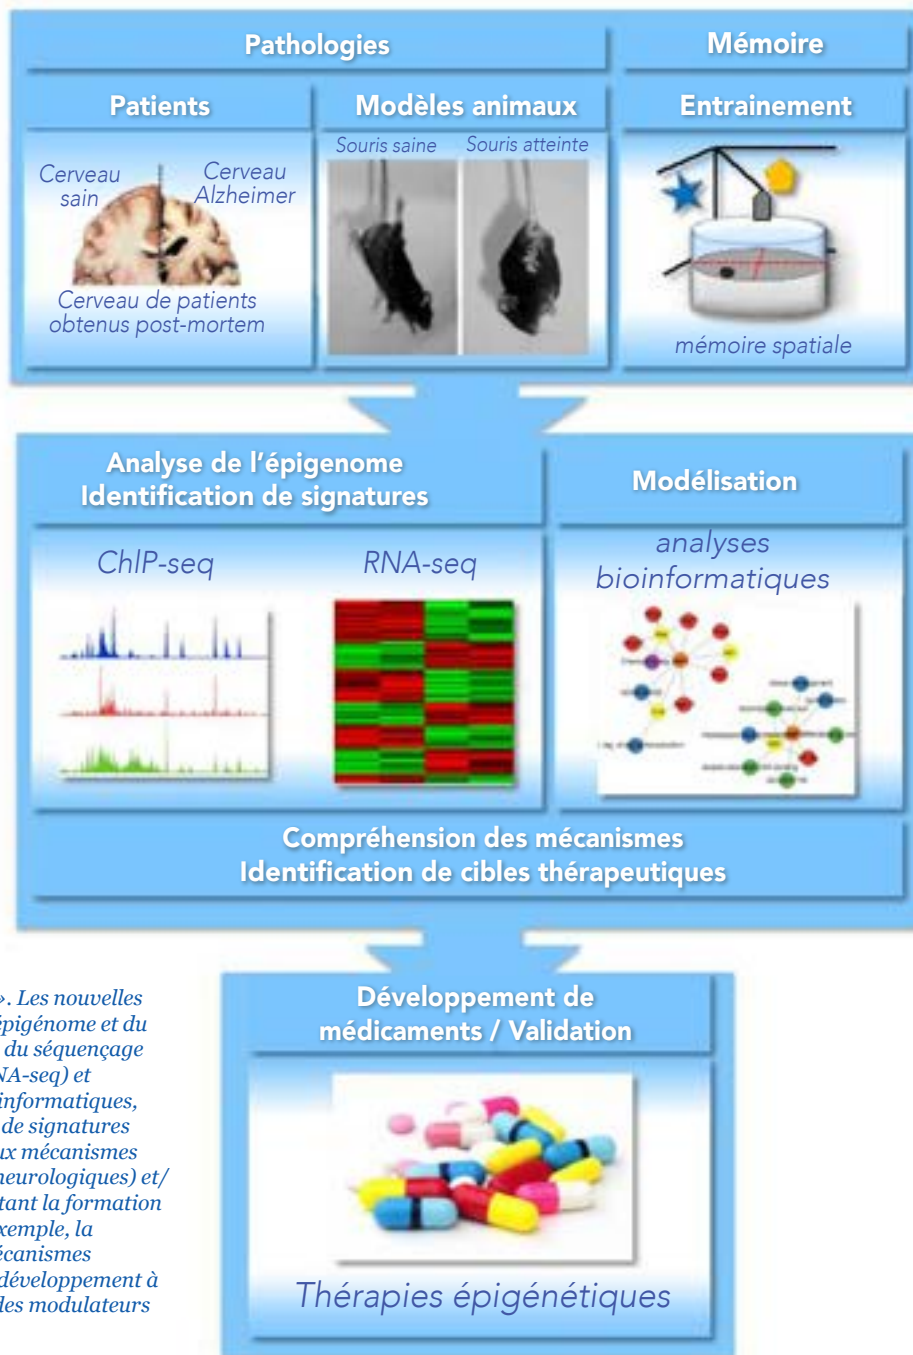 Pathologies
Mémoire
Patients
Modèles animaux
Entrainement
Souris saine
Souris atteinte
Cerveau
sain
Cerveau
Alzheimer
Cerveau de patients
obtenus post-mortem
mémoire spatiale
Analyse de l'épigenome
Identification de signatures
Modélisation
ChIP-seq
RNA-seq
analyses
bioinformatiques
Compréhension des mécanismes
Identification de cibles thérapeutiques
». Les nouvelles
épigénome et du
du séquençage
NA-seq) et
informatiques,
de signatures
ux mécanismes
neurologiques) et/
tant la formation
xemple, la
écanismes
développement à
des modulateurs
Développement de
médicaments / Validation
Thérapies épigénétiques